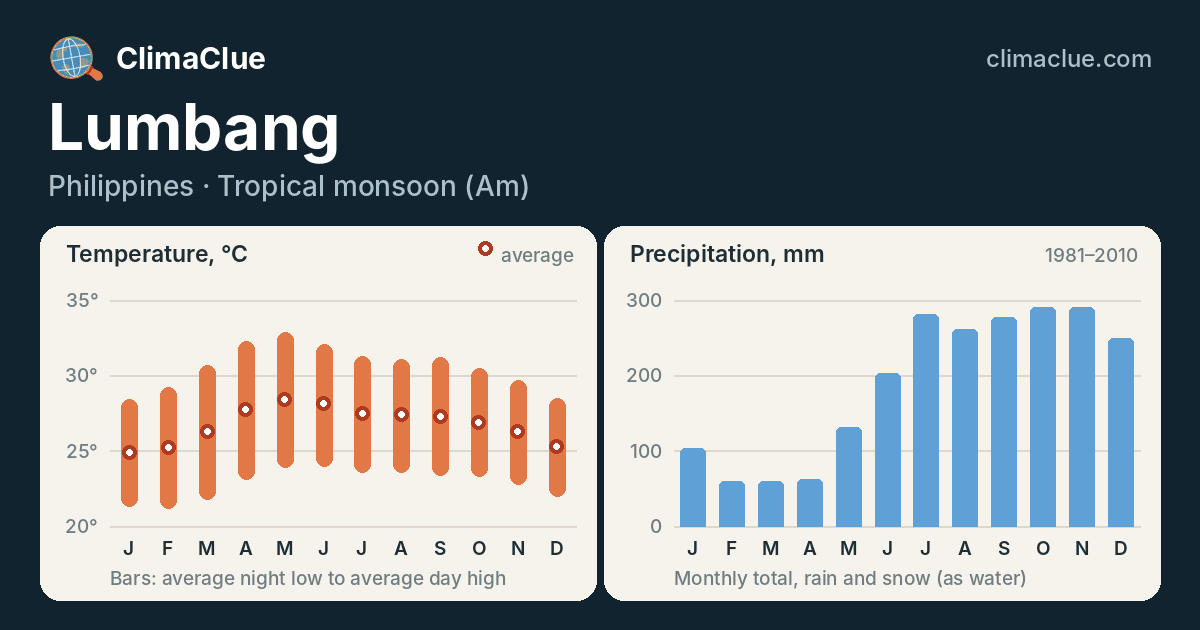 ClimaClue
climaclue.com
Lumbang
Philippines · Tropical monsoon (Am)
Temperature, °C
average
35°
30°
25°
20°
J F M A M J J A S O N D
Bars: average night low to average day high
Precipitation, mm
1981–2010
300
200
100
0
J F M A M J J A S O N D
Monthly total, rain and snow (as water)